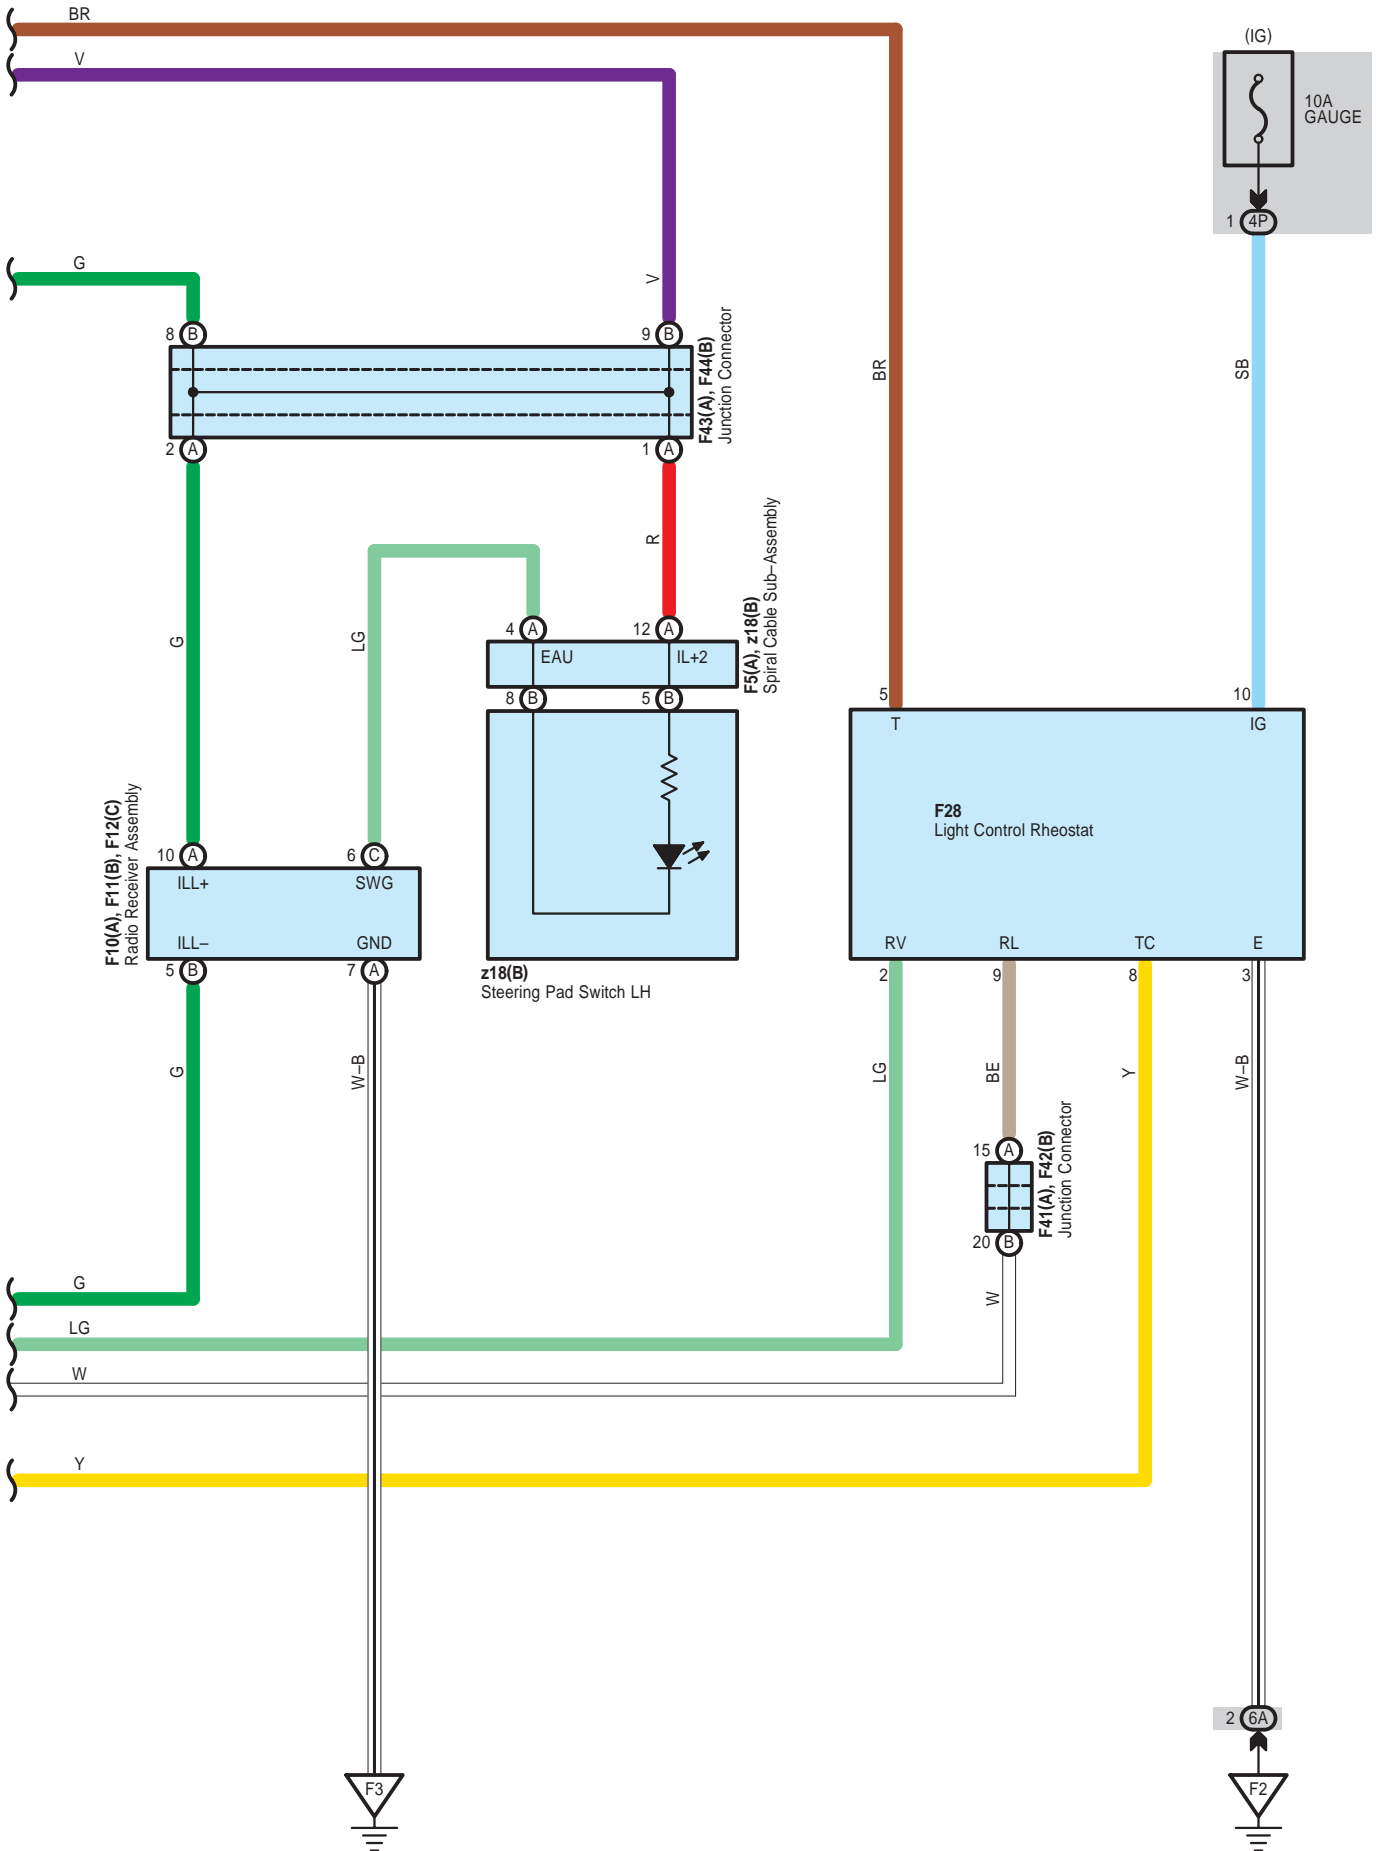 BR
(IG)
V
10A
GAUGE
1 4P
G
V
8 B
9 B
F43(A), F44(B)
Junction Connector
BR
SB
2 A
1 A
R
F5(A), z18(B)
Spiral Cable Sub–Assembly
G
LG
4 A
12 A
EAU
IL+2
8 B
5 B
5
10
T
IG
F28
Light Control Rheostat
F10(A), F11(B), F12(C)
Radio Receiver Assembly
10 A
6 C
ILL+
SWG
ILL–
GND
5 B
7 A
z18(B)
Steering Pad Switch LH
RV
RL
TC
E
2
9
8
3
G
W–B
LG
BE
Y
W–B
15 A
F41(A), F42(B)
Junction Connector
20 B
G
W
LG
W
Y
2 6A
F3
F2